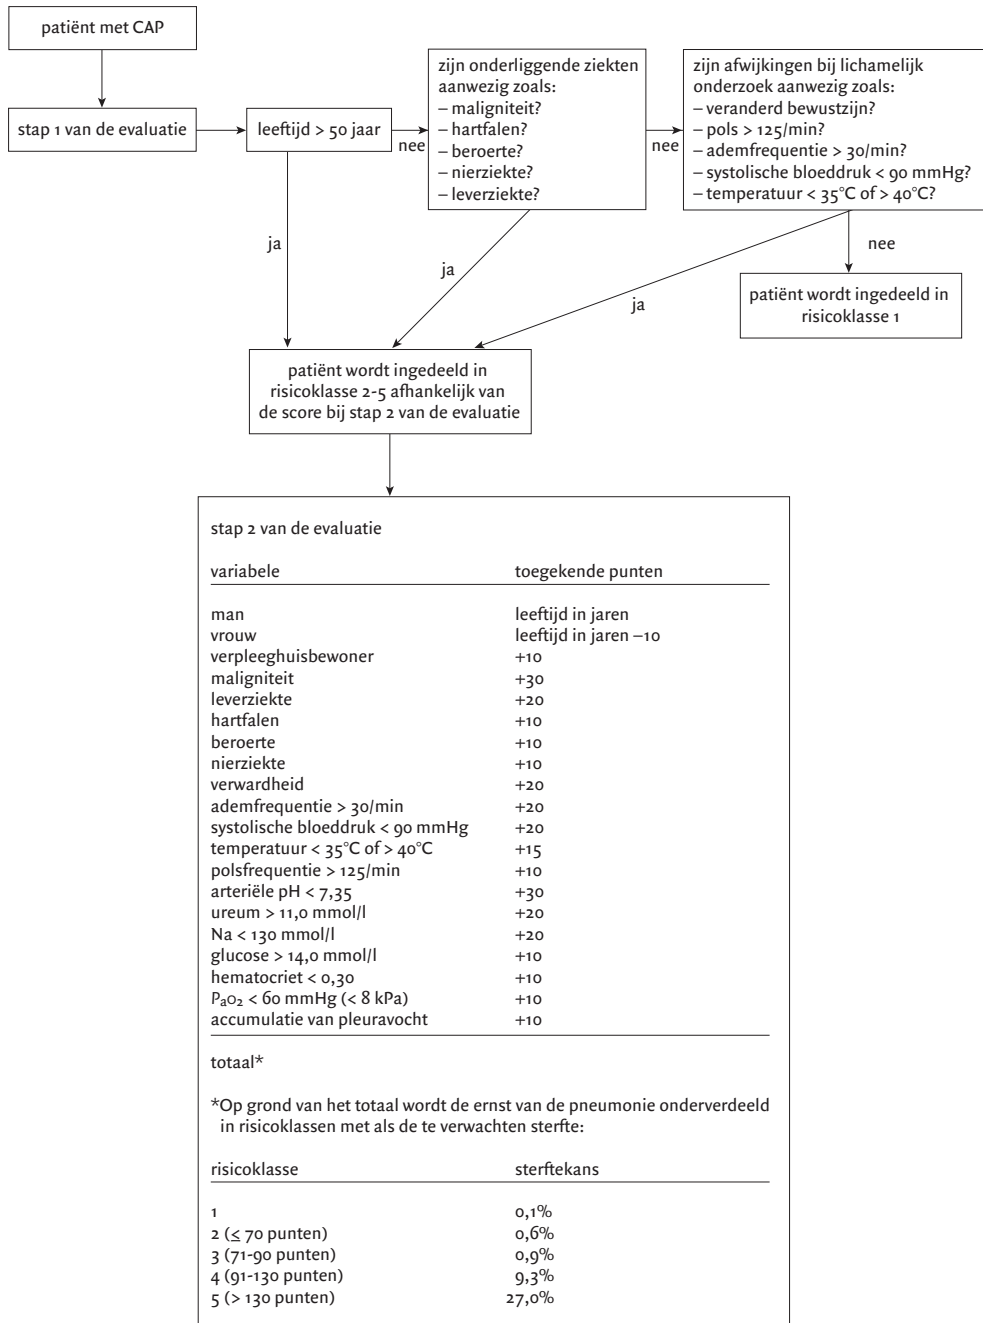 patiënt met CAP
stap 1 van de evaluatie
leeftijd > 50 jaar
nee
zijn onderliggende ziekten
aanwezig zoals:
– maligniteit?
– hartfalen?
– beroerte?
– nierziekte?
– leverziekte?
nee
zijn afwijkingen bij lichamelijk
onderzoek aanwezig zoals:
– veranderd bewustzijn?
– pols > 125/min?
– ademfrequentie > 30/min?
– systolische bloeddruk < 90 mmHg?
– temperatuur < 35°C of > 40°C?
ja
ja
ja
nee
patiënt wordt ingedeeld in
risicoklasse 1
patiënt wordt ingedeeld in
risicoklasse 2-5 afhankelijk van
de score bij stap 2 van de evaluatie
stap 2 van de evaluatie
variabele toegekende punten
man leeftijd in jaren
vrouw leeftijd in jaren –10
verpleeghuisbewoner +10
maligniteit +30
leverziekte +20
hartfalen +10
beroerte +10
nierziekte +10
verwardheid +20
ademfrequentie > 30/min +20
systolische bloeddruk < 90 mmHg +20
temperatuur < 35°C of > 40°C +15
polsfrequentie > 125/min +10
arteriële pH < 7,35 +30
ureum > 11,0 mmol/l +20
Na < 130 mmol/l +20
glucose > 14,0 mmol/l +10
hematocriet < 0,30 +10
PaO2 < 60 mmHg (< 8 kPa) +10
accumulatie van pleuravocht +10
totaal*
*Op grond van het totaal wordt de ernst van de pneumonie onderverdeeld
in risicoklassen met als de te verwachten sterfte:
risicoklasse sterftekans
1 0,1%
2 (≤ 70 punten) 0,6%
3 (71-90 punten) 0,9%
4 (91-130 punten) 9,3%
5 (> 130 punten) 27,0%